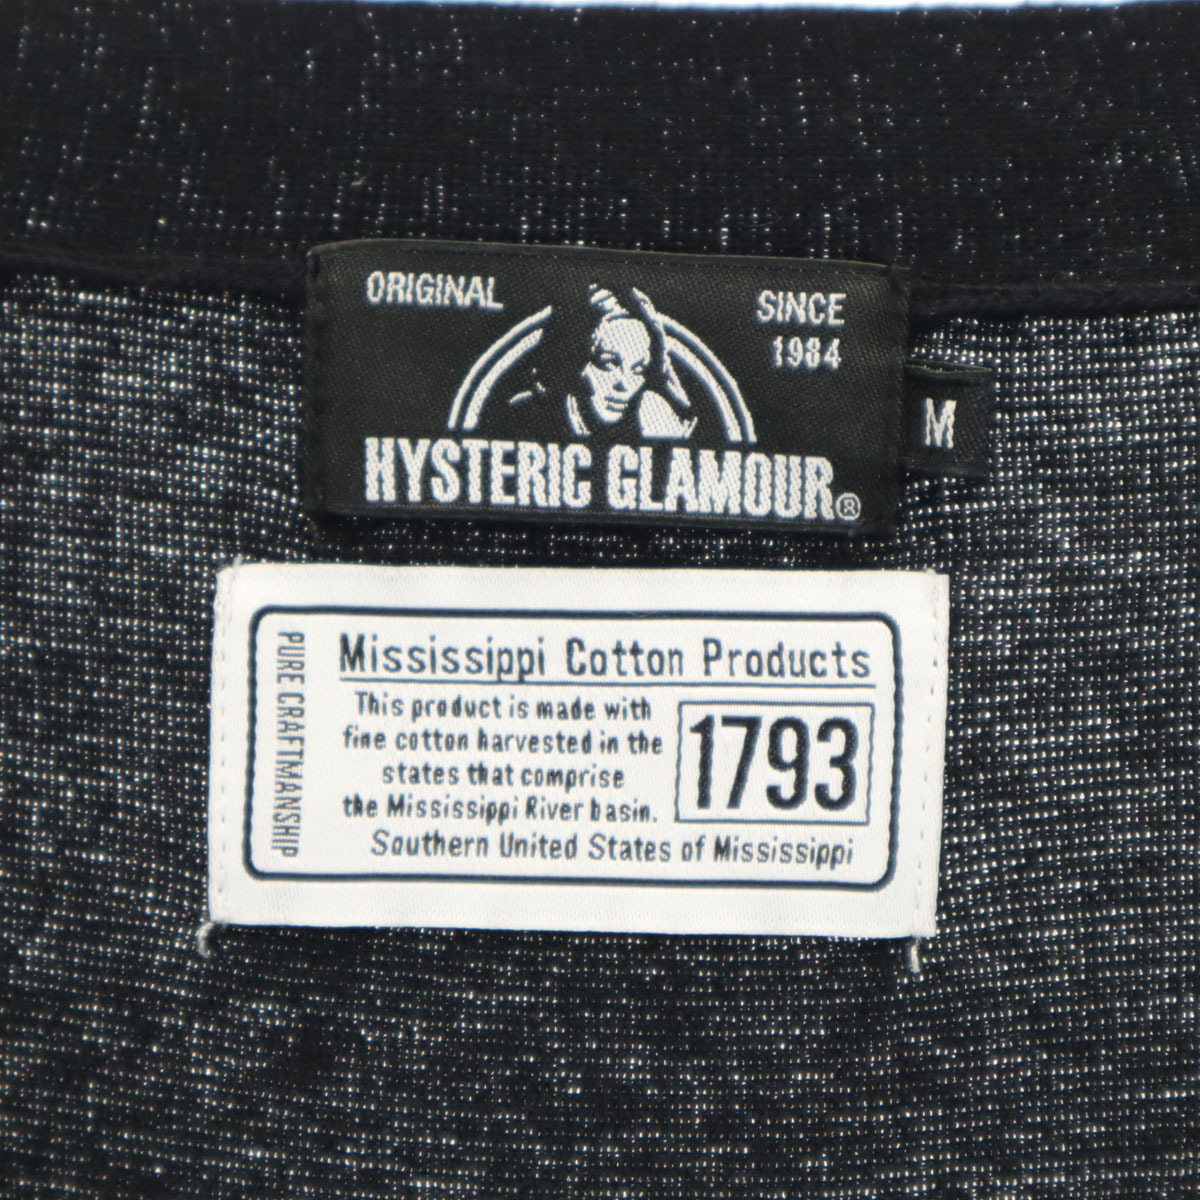 ORIGINAL
SINCE
1984
HYSTERIC GLAMOUR®
M
PURE CRAFTMANSHIP
Mississippi Cotton Products
This product is made with
fine cotton harvested in the
states that comprise
the Mississippi River basin.
1793
Southern United States of Mississippi